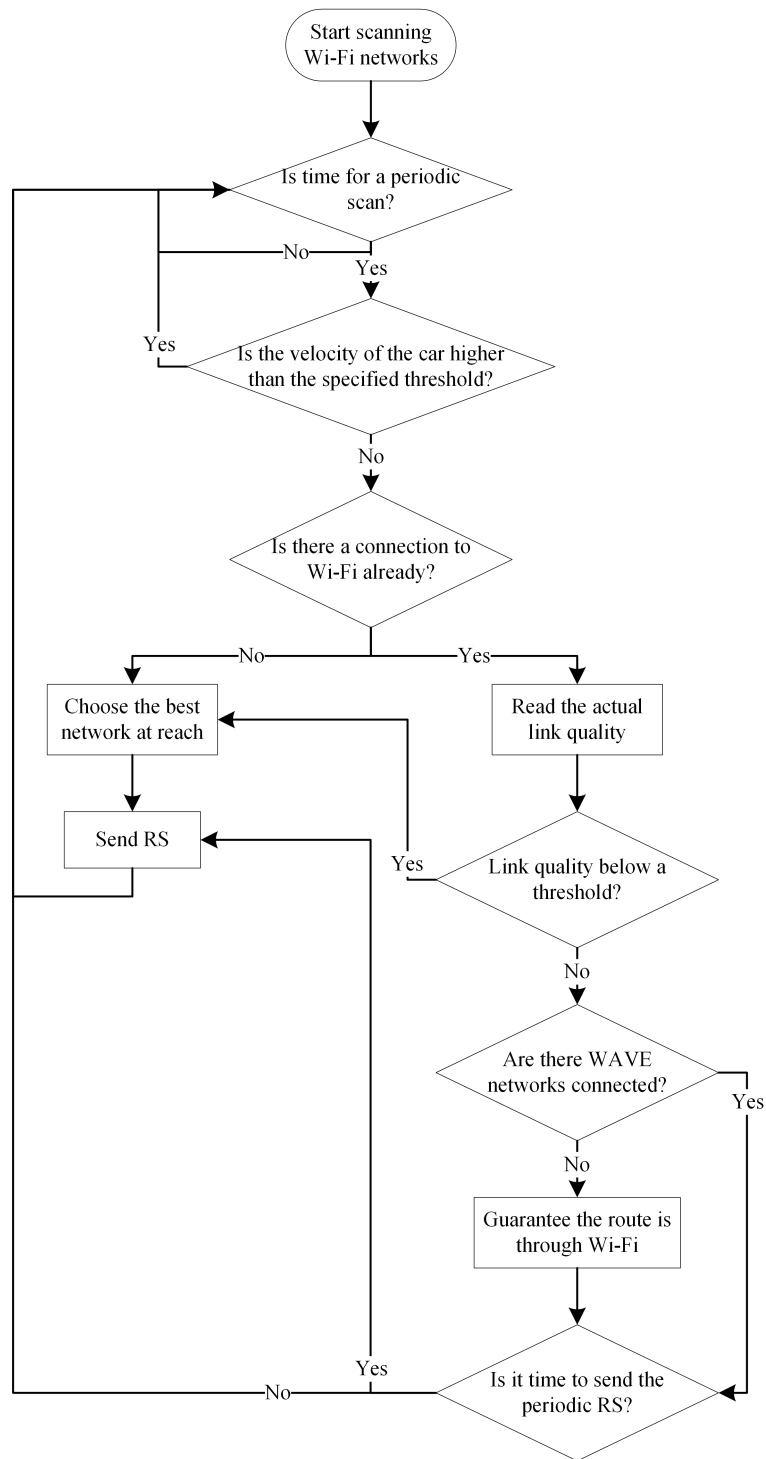 Start scanning
Wi-Fi networks
Is time for a periodic
scan?
No
Yes
Yes
Is the velocity of the car higher
than the specified threshold?
No
Is there a connection to
Wi-Fi already?
No
Yes
Choose the best
network at reach
Read the actual
link quality
Send RS
Yes
Link quality below a
threshold?
No
Are there WAVE
networks connected?
Yes
No
Guarantee the route is
through Wi-Fi
Yes
No
Is it time to send the
periodic RS?